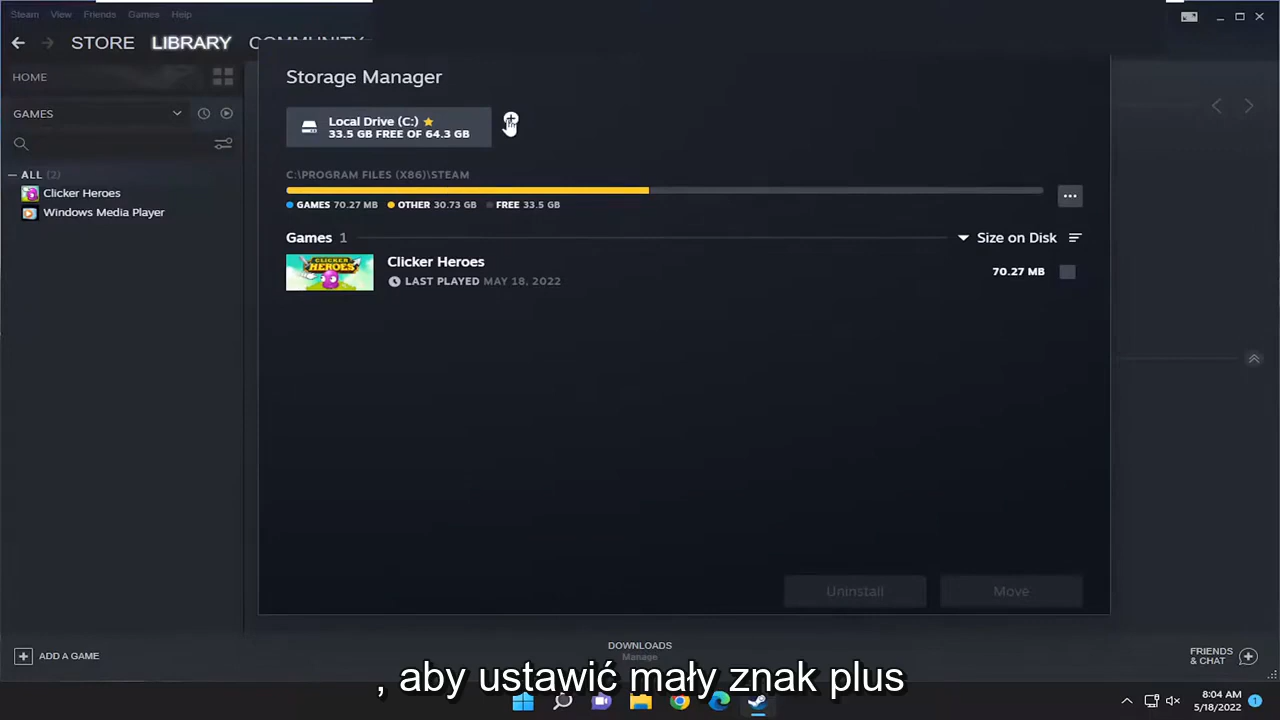 Steam View Friends Games Help
STORE LIBRARY COMMUNITY
HOME
GAMES
ALL (2)
Clicker Heroes
Windows Media Player
Storage Manager
Local Drive (C:)
33.5 GB FREE OF 64.3 GB
C:\PROGRAM FILES (X86)\STEAM
GAMES 70.27 MB OTHER 30.73 GB FREE 33.5 GB
Games 1
Size on Disk
CLICKER HEROES
Clicker Heroes
LAST PLAYED MAY 18, 2022
70.27 MB
Uninstall Move
ADD A GAME
DOWNLOADS
Manage
FRIENDS
& CHAT
, aby ustawić mały znak plus
8:04 AM
5/18/2022
1